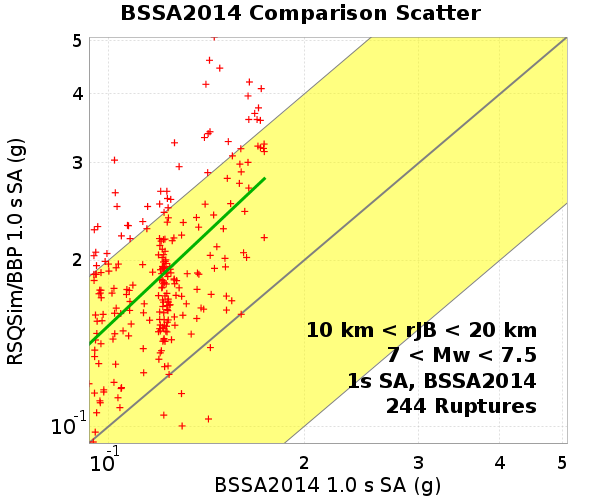 BSSA2014 Comparison Scatter
RSQSim/BBP 1.0 s SA (g)
5
4
3
2
10⁻¹
10 km < rJB < 20 km
7 < Mw < 7.5
1s SA, BSSA2014
244 Ruptures
10⁻¹ 2 3 4 5
BSSA2014 1.0 s SA (g)